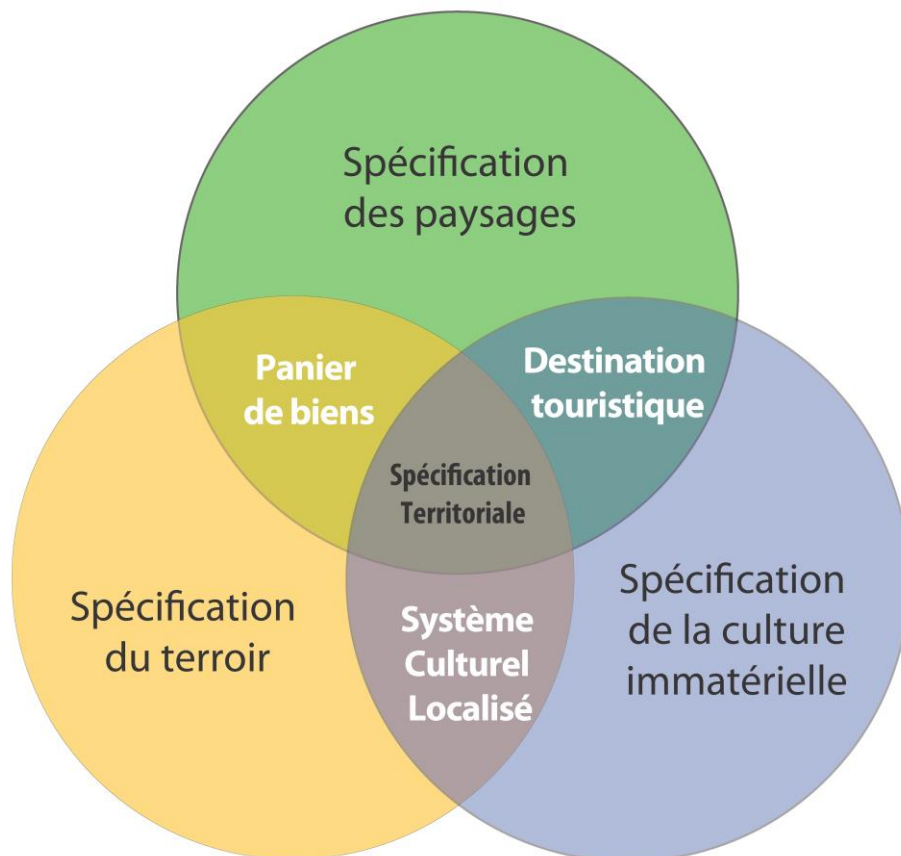 Spécification
des paysages
Panier
de biens
Destination
touristique
Spécification
Territoriale
Spécification
du terroir
Système
Culturel
Localisé
Spécification
de la culture
immatérielle